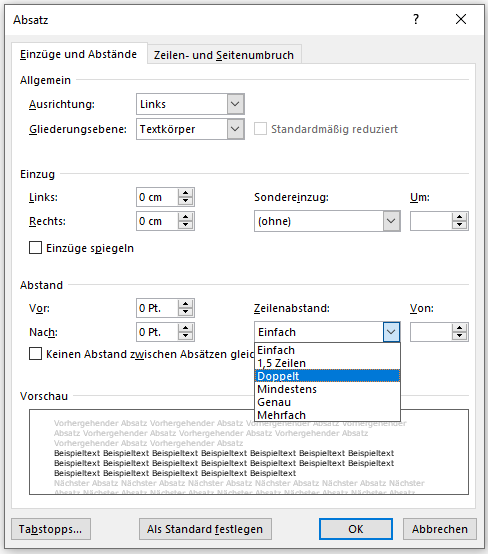 Absatz ?
Einzüge und Abstände Zeilen- und Seitenumbruch
Allgemein
Ausrichtung: Links
Gliederungsebene: Textkörper Standardmäßig reduziert
Einzug
Links: 0 cm Sondereinzug: Um:
Rechts: 0 cm (ohne)
Einzüge spiegeln
Abstand
Vor: 0 Pt. Zeilenabstand: Von:
Nach: 0 Pt. Einfach
Keinen Abstand zwischen Absätzen gleic
Einfach
1,5 Zeilen
Doppelt
Mindestens
Genau
Mehrfach
Vorschau
Vorhergehender Absatz Vorhergehender Absatz Vorhergehender Absatz Vorhergehender
Absatz Vorhergehender Absatz Vorhergehender Absatz Vorhergehender Absatz
Vorhergehender Absatz Vorhergehender Absatz
Beispieltext Beispieltext Beispieltext Beispieltext Beispieltext Beispieltext Beispieltext
Beispieltext Beispieltext Beispieltext Beispieltext Beispieltext Beispieltext Beispieltext
Beispieltext Beispieltext Beispieltext Beispieltext Beispieltext Beispieltext
Nächster Absatz Nächster Absatz Nächster Absatz Nächster Absatz Nächster Absatz Nächster
Absatz Nächster Absatz Nächster Absatz Nächster Absatz Nächster Absatz Nächster Absatz
Tabstopps... Als Standard festlegen OK Abbrechen